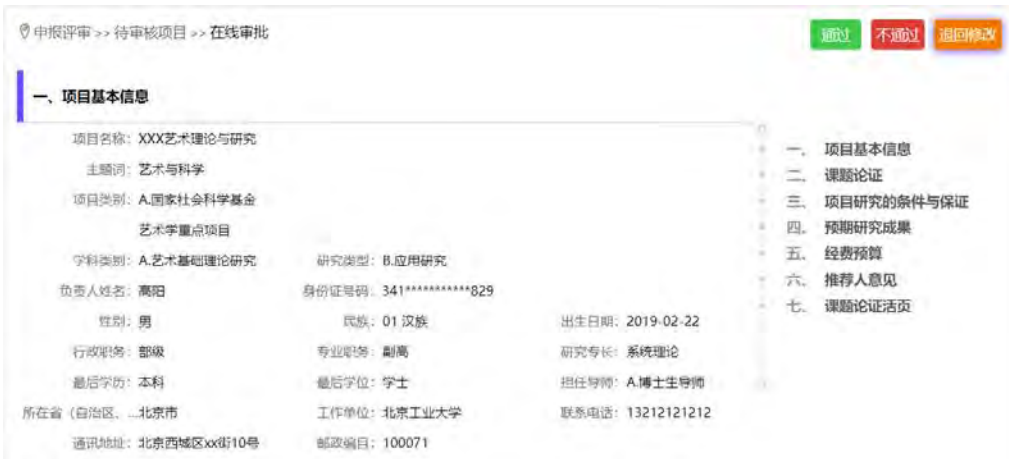 申报评审 >> 待审核项目 >> 在线审批
通过 不通过 退回修改
一、项目基本信息
项目名称: XXX艺术理论与研究
主题词: 艺术与科学
项目类别: A.国家社会科学基金
艺术学重点项目
学科类别: A.艺术基础理论研究 研究类型: B.应用研究
负责人姓名: 高阳 身份证号码: 341***********829
性别: 男 民族: 01 汉族 出生日期: 2019-02-22
行政职务: 部级 专业职务: 副高 研究专长: 系统理论
最后学历: 本科 最后学位: 学士 担任导师: A.博士生导师
所在省（自治区、...北京市 工作单位: 北京工业大学 联系电话: 13212121212
通讯地址: 北京西城区xx街10号 邮政编目: 100071
一、 项目基本信息
二、 课题论证
三、 项目研究的条件与保证
四、 预期研究成果
五、 经费预算
六、 推荐人意见
七、 课题论证活页